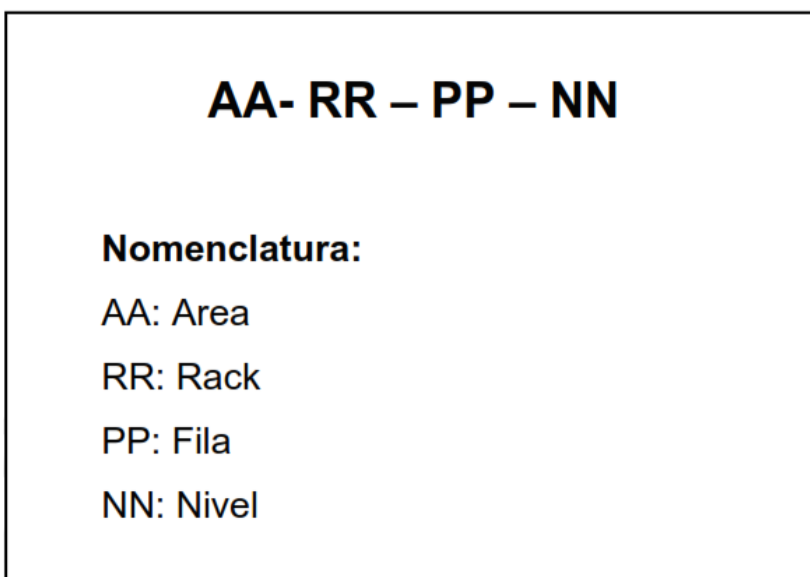 AA- RR – PP – NN
Nomenclatura:
AA: Area
RR: Rack
PP: Fila
NN: Nivel